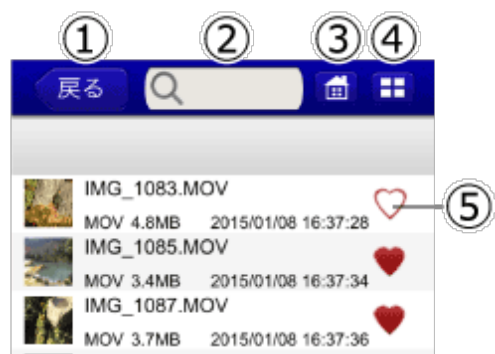 ① ② ③ ④
戻る
IMG_1083.MOV
MOV 4.8MB 2015/01/08 16:37:28
⑤
IMG_1085.MOV
MOV 3.4MB 2015/01/08 16:37:34
IMG_1087.MOV
MOV 3.7MB 2015/01/08 16:37:36